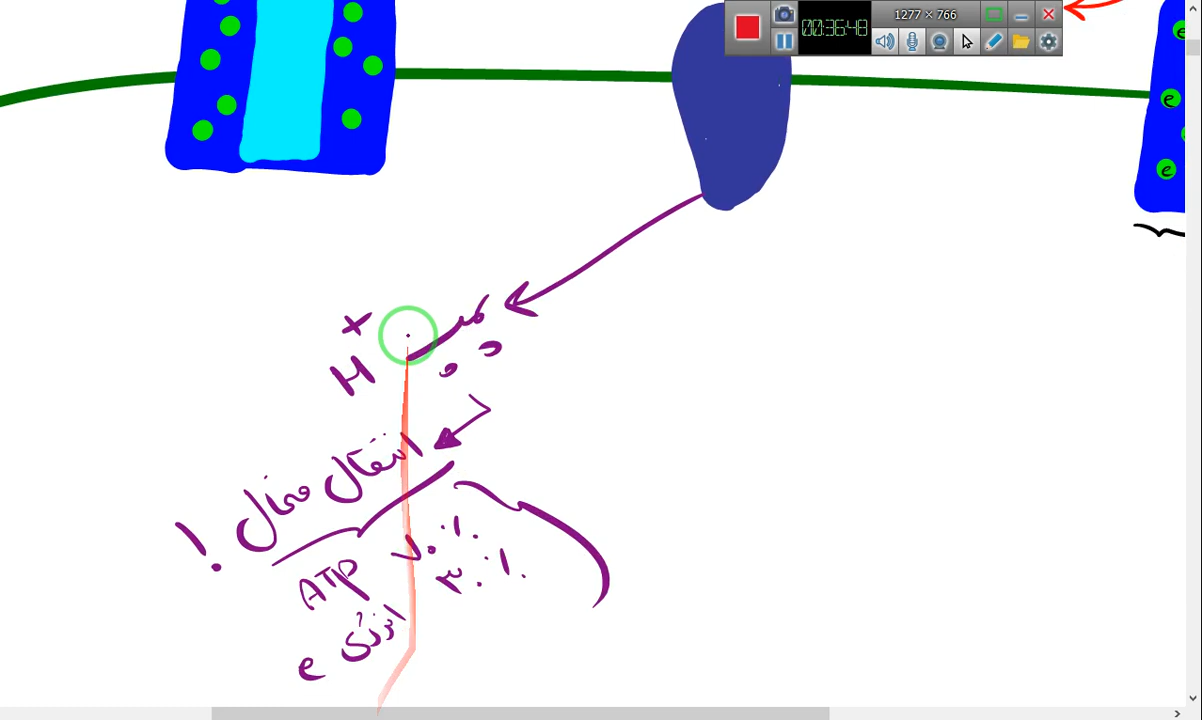 1277 × 766
00:36:48
e
e
e
پمپ
H+
انتقال فعال !
ATP ۷۰٪.
انرژی e ۳۰٪.